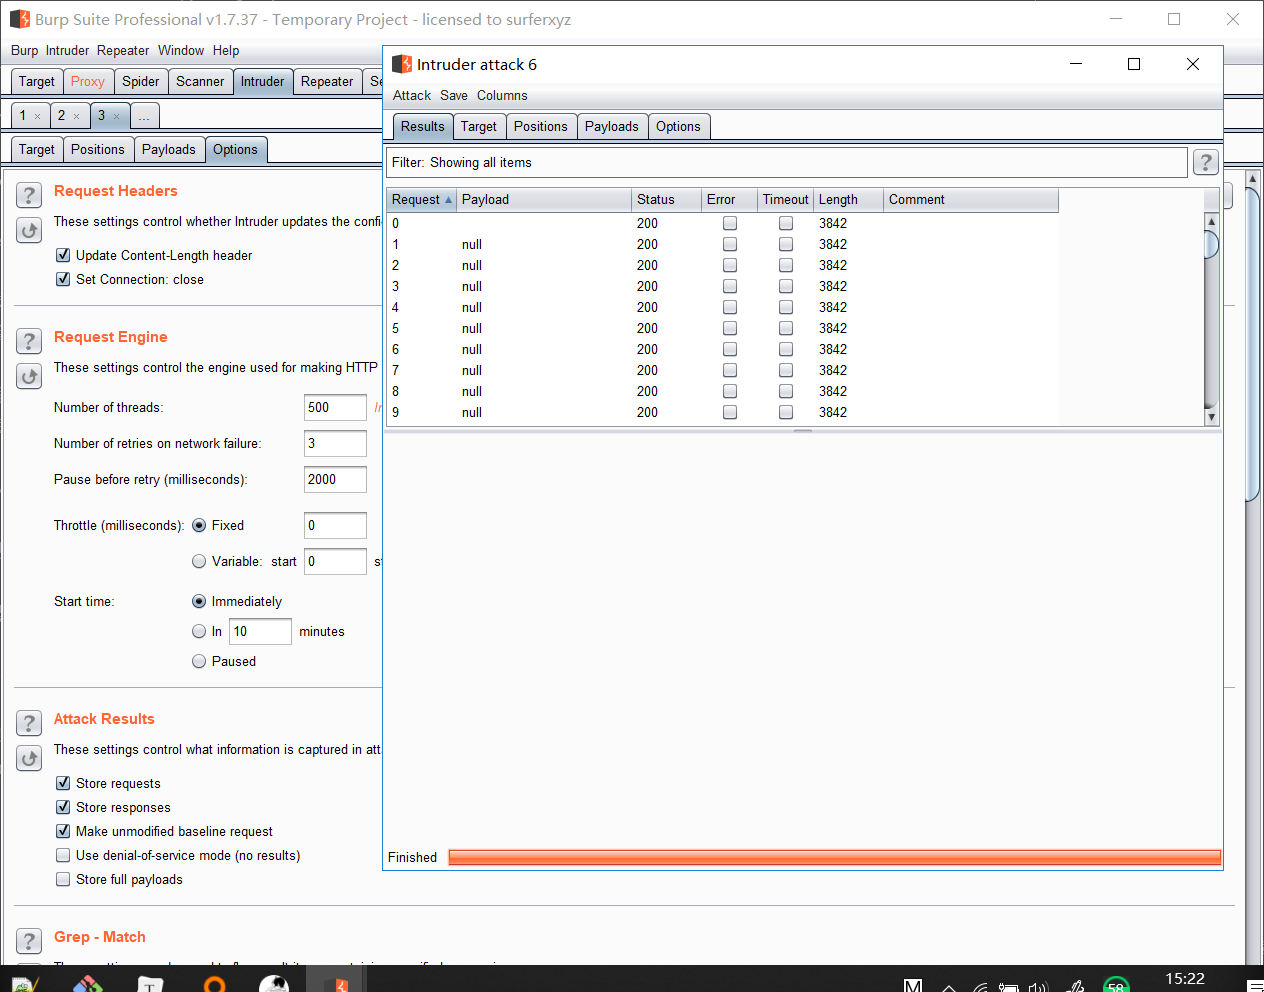 Burp Suite Professional v1.7.37 - Temporary Project - licensed to surferxyz
Burp Intruder Repeater Window Help
Target Proxy Spider Scanner Intruder Repeater
1 × 2 × 3 × ...
Target Positions Payloads Options
? Request Headers
These settings control whether Intruder updates the
Update Content-Length header
Set Connection: close
? Request Engine
These settings control the engine used for making HTTP
Number of threads: 500
Number of retries on network failure: 3
Pause before retry (milliseconds): 2000
Throttle (milliseconds): Fixed 0
Variable: start 0
Start time: Immediately
In 10 minutes
Paused
? Attack Results
These settings control what information is captured in
Store requests
Store responses
Make unmodified baseline request
Use denial-of-service mode (no results)
Store full payloads
? Grep - Match
Intruder attack 6
Attack Save Columns
Results Target Positions Payloads Options
Filter: Showing all items ?
Request Payload Status Error Timeout Length Comment
0 200 3842
1 null 200 3842
2 null 200 3842
3 null 200 3842
4 null 200 3842
5 null 200 3842
6 null 200 3842
7 null 200 3842
8 null 200 3842
9 null 200 3842
Finished
T M 58 15:22